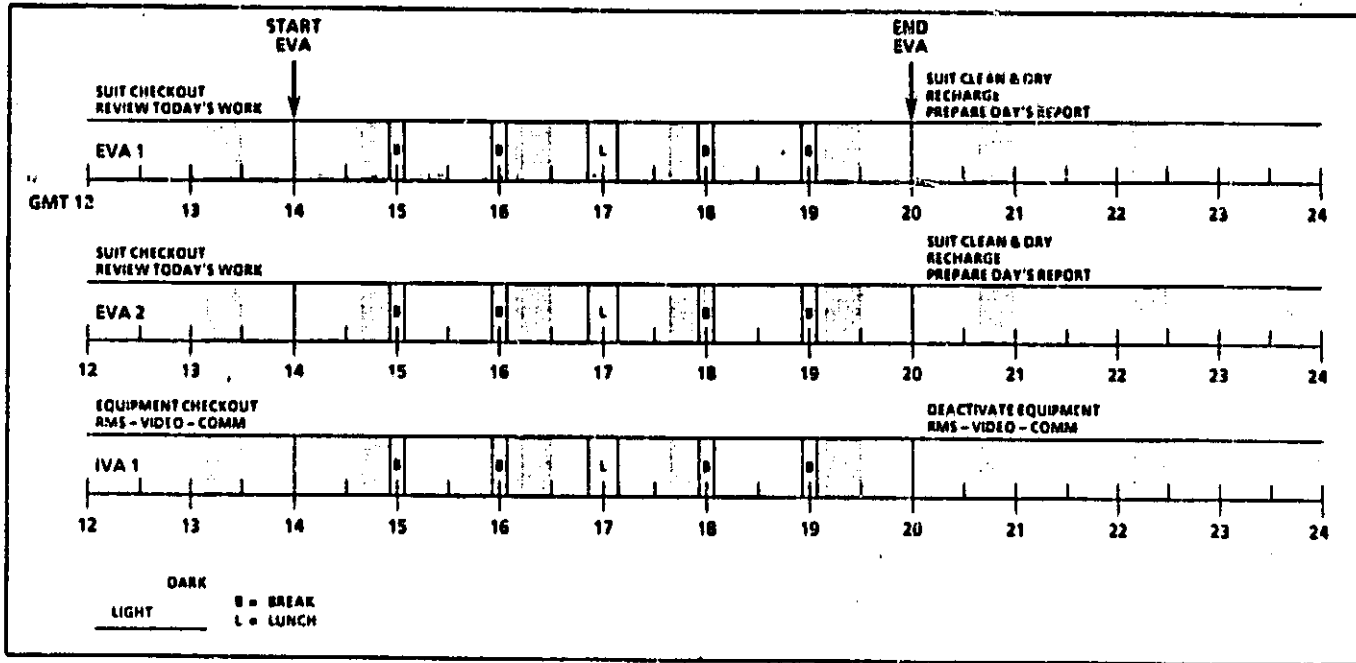 START
EVA
END
EVA
SUIT CHECKOUT
REVIEW TODAY'S WORK
SUIT CLEAN & DRY
RECHARGE
PREPARE DAY'S REPORT
EVA 1
B B L B B
GMT 12 13 14 15 16 17 18 19 20 21 22 23 24
SUIT CHECKOUT
REVIEW TODAY'S WORK
SUIT CLEAN & DRY
RECHARGE
PREPARE DAY'S REPORT
EVA 2
B B L B B
12 13 14 15 16 17 18 19 20 21 22 23 24
EQUIPMENT CHECKOUT
RMS – VIDEO – COMM
DEACTIVATE EQUIPMENT
RMS – VIDEO – COMM
IVA 1
B B L B B
12 13 14 15 16 17 18 19 20 21 22 23 24
DARK
LIGHT
B = BREAK
L = LUNCH